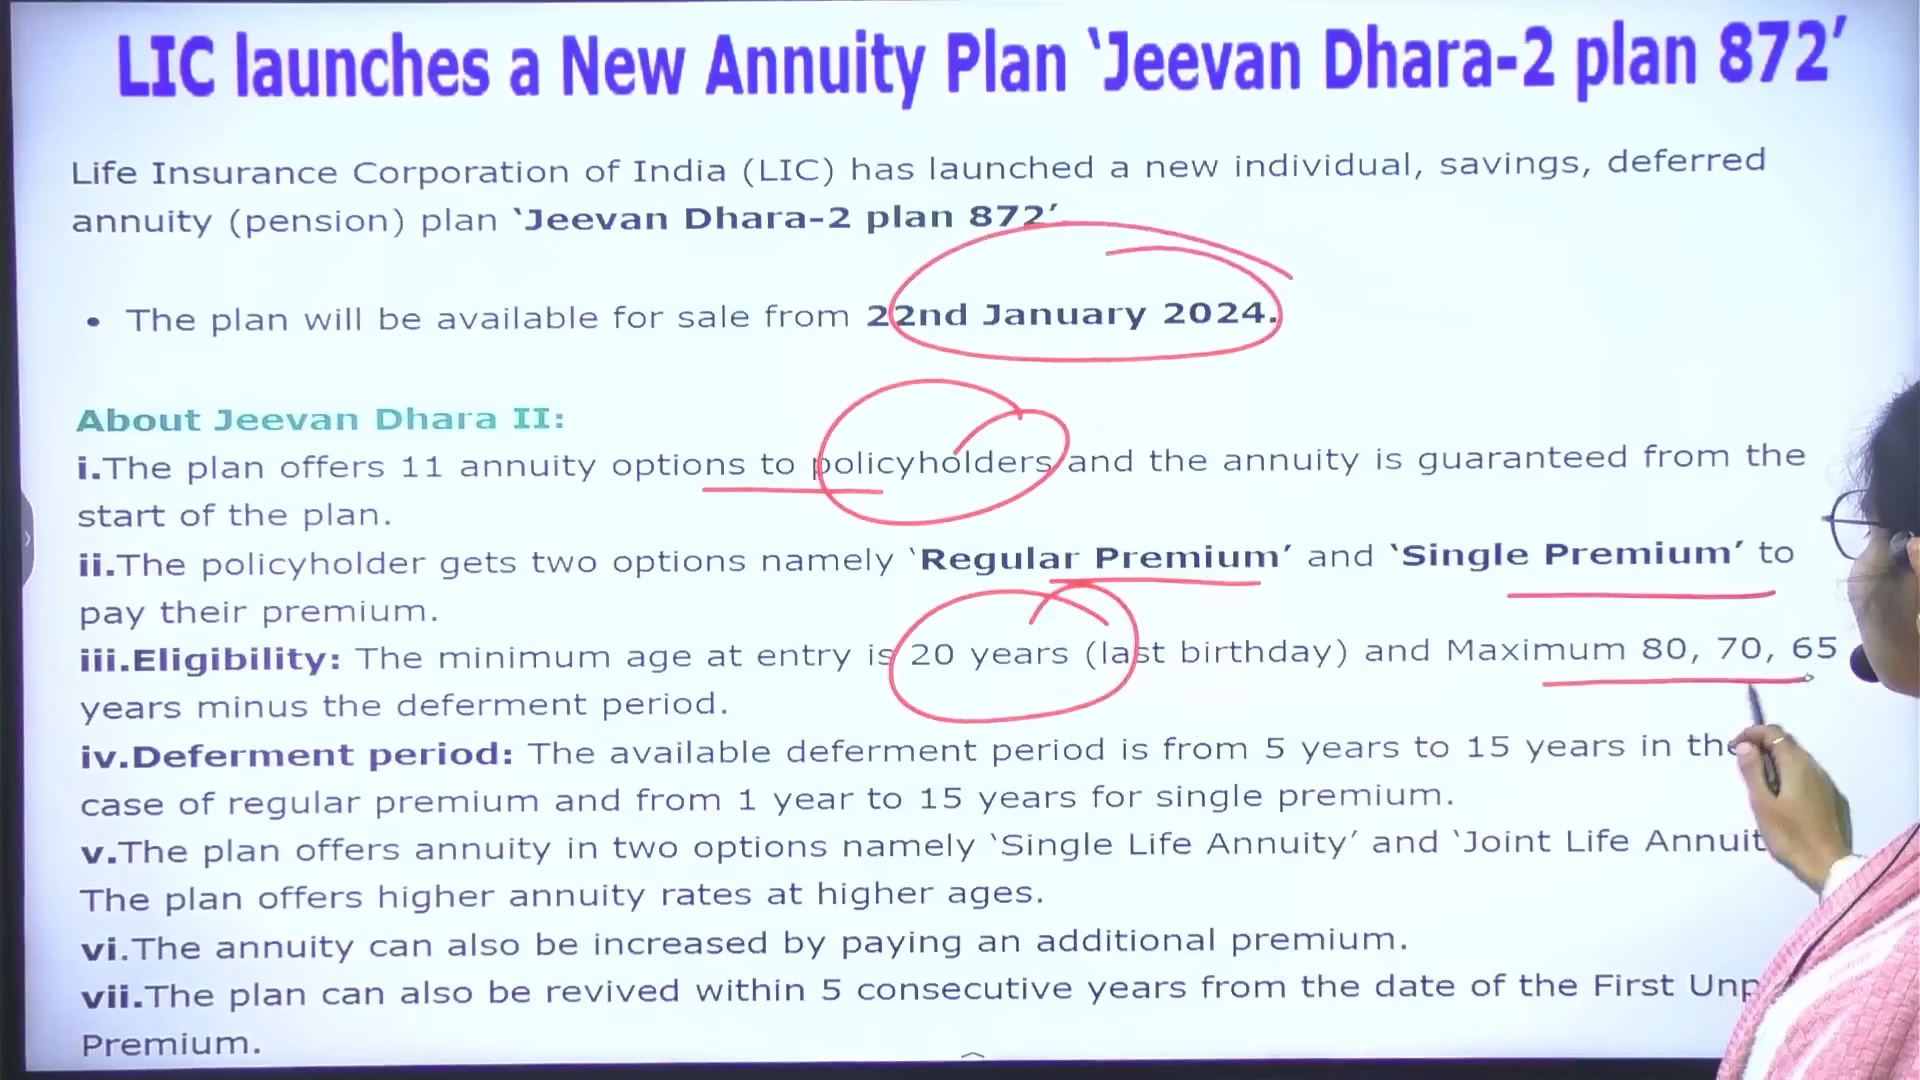 LIC launches a New Annuity Plan ‘Jeevan Dhara-2 plan 872’
Life Insurance Corporation of India (LIC) has launched a new individual, savings, deferred
annuity (pension) plan ‘Jeevan Dhara-2 plan 872’
• The plan will be available for sale from 22nd January 2024.
About Jeevan Dhara II:
i.The plan offers 11 annuity options to policyholders and the annuity is guaranteed from the
start of the plan.
ii.The policyholder gets two options namely ‘Regular Premium’ and ‘Single Premium’ to
pay their premium.
iii.Eligibility: The minimum age at entry is 20 years (last birthday) and Maximum 80, 70, 65
years minus the deferment period.
iv.Deferment period: The available deferment period is from 5 years to 15 years in the
case of regular premium and from 1 year to 15 years for single premium.
v.The plan offers annuity in two options namely ‘Single Life Annuity’ and ‘Joint Life Annuit
The plan offers higher annuity rates at higher ages.
vi.The annuity can also be increased by paying an additional premium.
vii.The plan can also be revived within 5 consecutive years from the date of the First Unp
Premium.